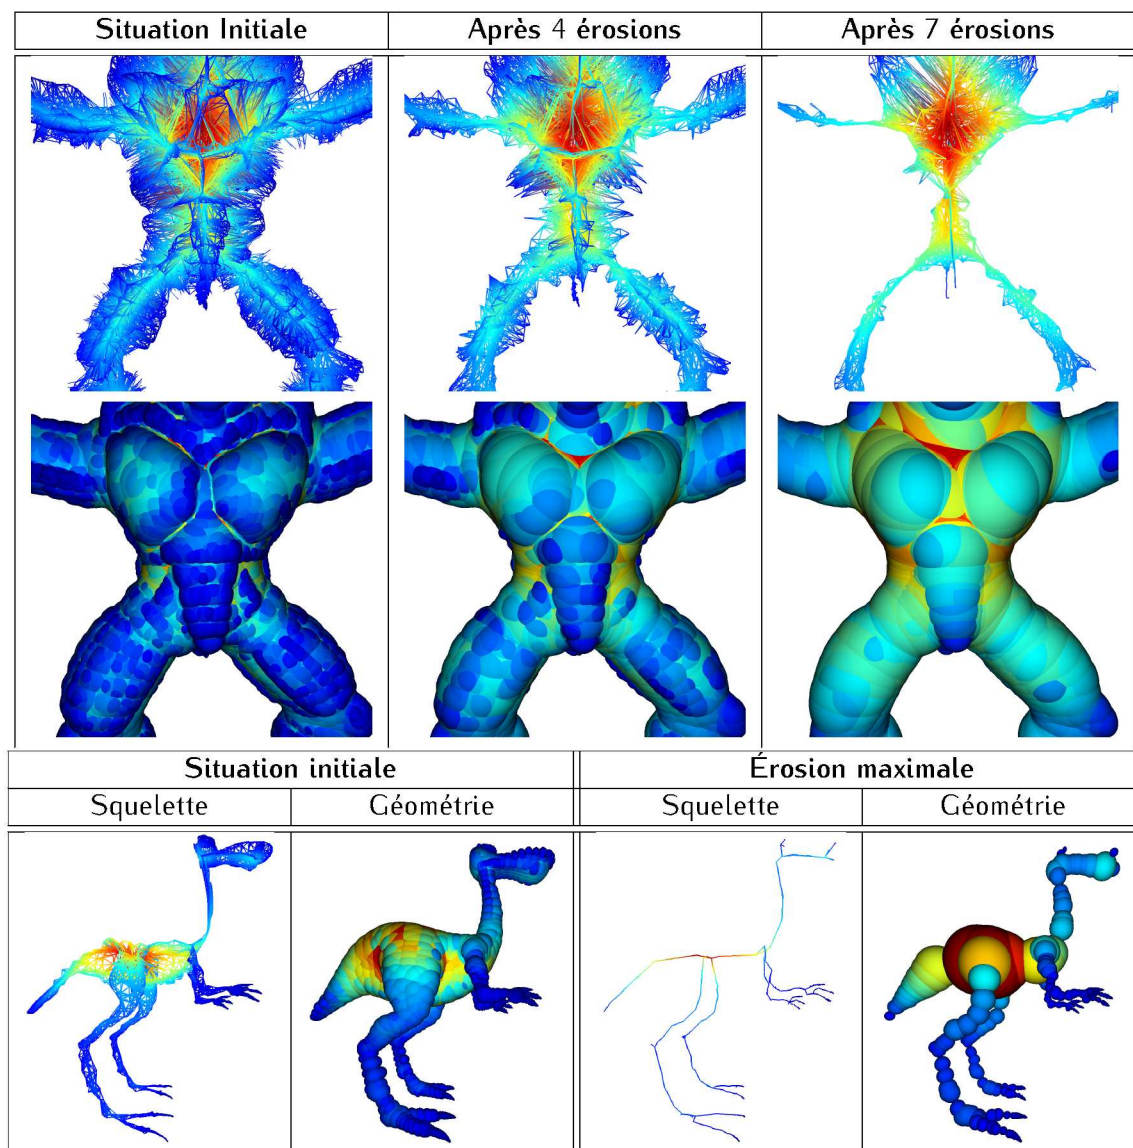 Situation Initiale
Après 4 érosions
Après 7 érosions
Situation initiale
Érosion maximale
Squelette
Géométrie
Squelette
Géométrie